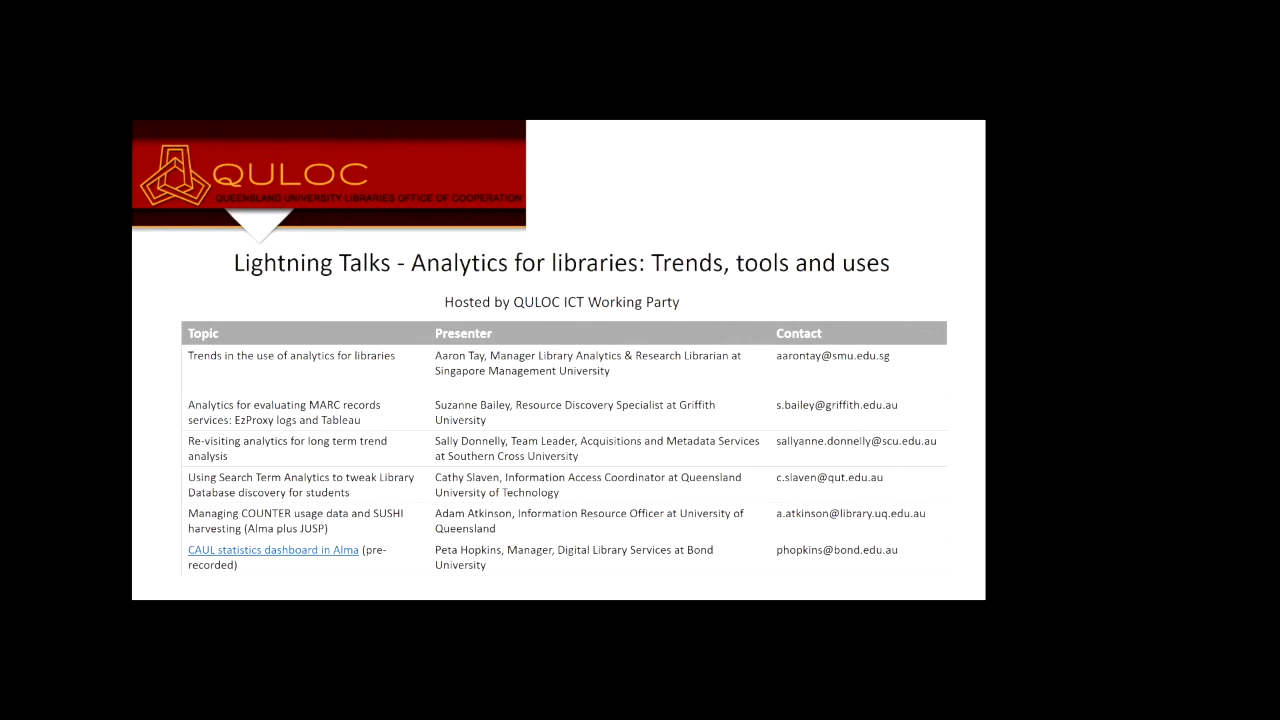 QULOC
QUEENSLAND UNIVERSITY LIBRARIES OFFICE OF COOPERATION
Lightning Talks - Analytics for libraries: Trends, tools and uses
Hosted by QULOC ICT Working Party
Topic Presenter Contact
Trends in the use of analytics for libraries Aaron Tay, Manager Library Analytics & Research Librarian at aarontay@smu.edu.sg
Singapore Management University
Analytics for evaluating MARC records Suzanne Bailey, Resource Discovery Specialist at Griffith s.bailey@griffith.edu.au
services: EzProxy logs and Tableau University
Re-visiting analytics for long term trend Sally Donnelly, Team Leader, Acquisitions and Metadata Services sallyanne.donnelly@scu.edu.au
analysis at Southern Cross University
Using Search Term Analytics to tweak Library Cathy Slaven, Information Access Coordinator at Queensland c.slaven@qut.edu.au
Database discovery for students University of Technology
Managing COUNTER usage data and SUSHI Adam Atkinson, Information Resource Officer at University of a.atkinson@library.uq.edu.au
harvesting (Alma plus JUSP) Queensland
CAUL statistics dashboard in Alma (pre- Peta Hopkins, Manager, Digital Library Services at Bond phopkins@bond.edu.au
recorded) University